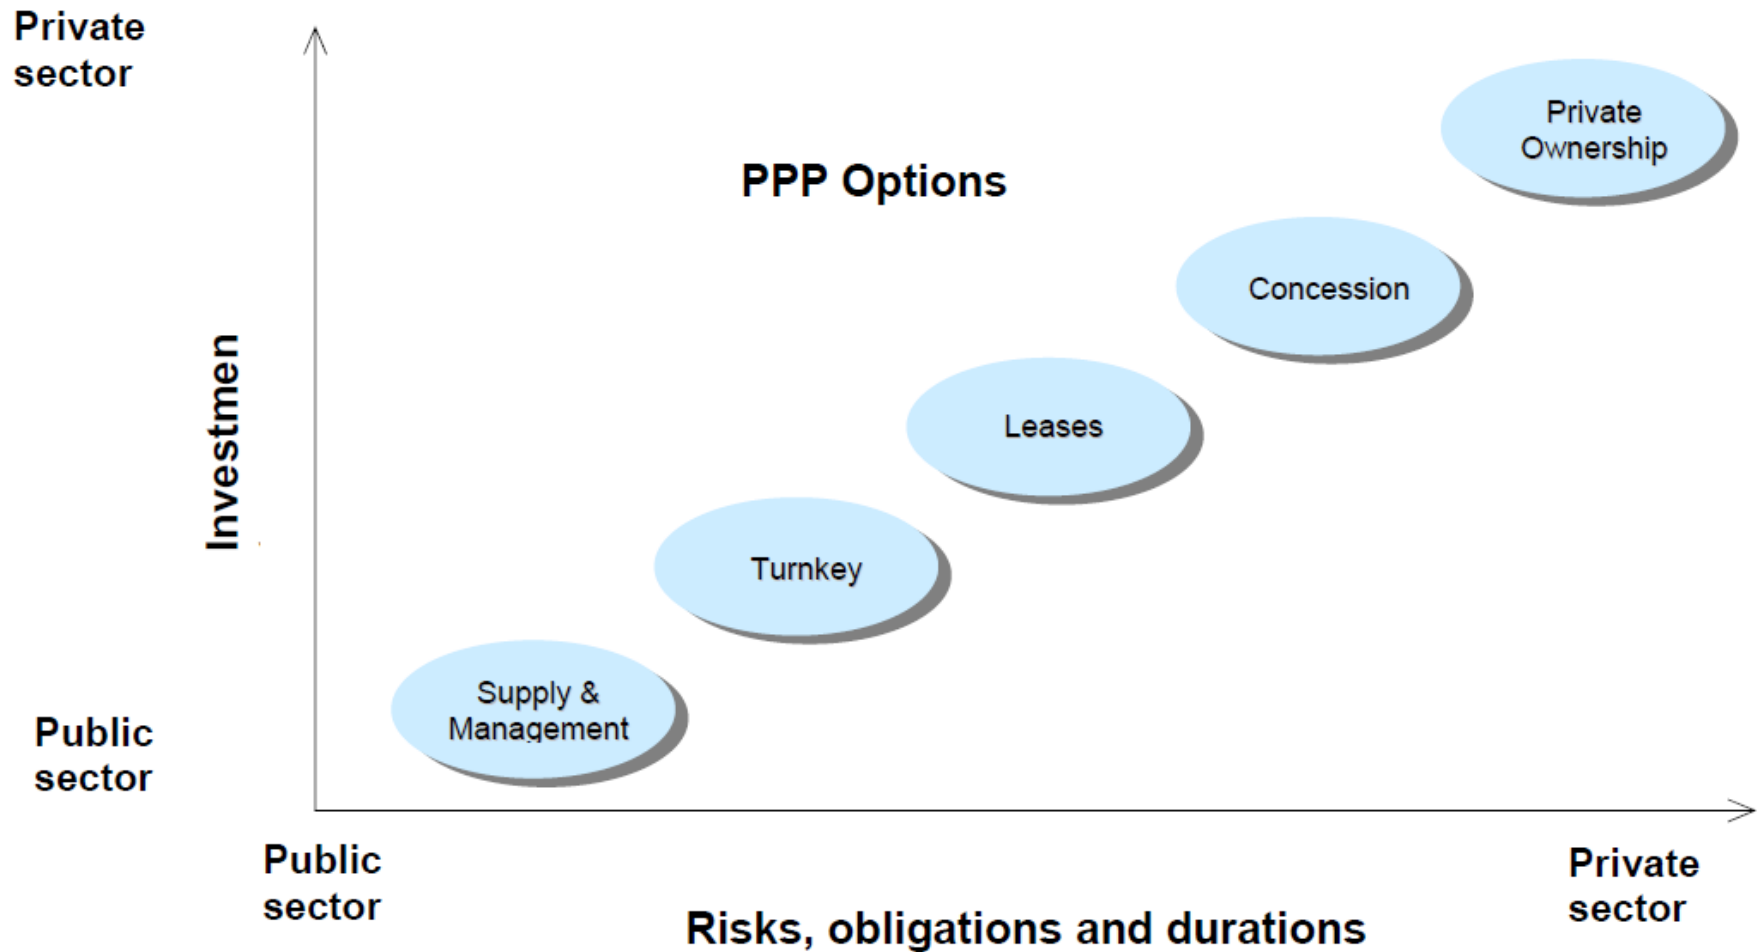 Private
sector
PPP Options
Private
Ownership
Concession
Leases
Turnkey
Supply &
Management
Investmen
Public
sector
Public
sector
Private
sector
Risks, obligations and durations